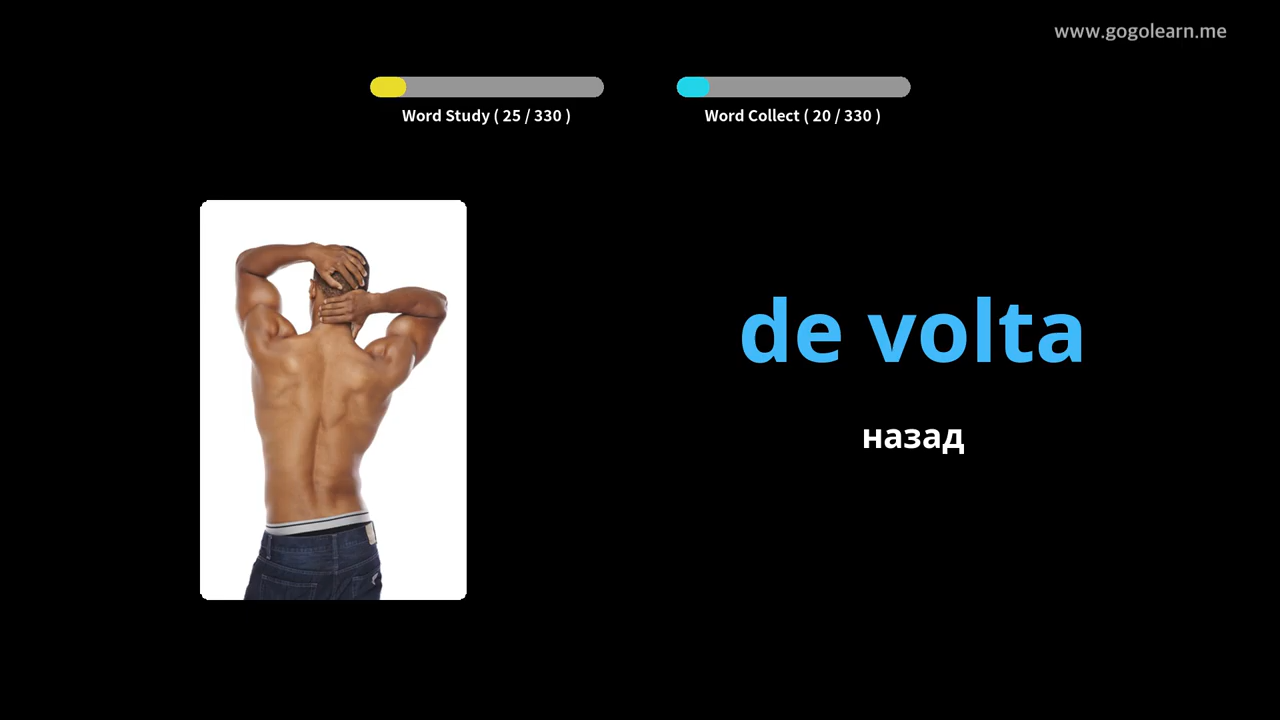 www.gogolearn.me
Word Study ( 25 / 330 )
Word Collect ( 20 / 330 )
de volta
назад